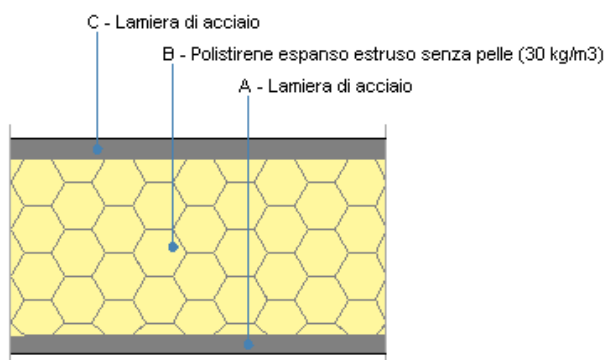 C - Lamiera di acciaio
B - Polistirene espanso estruso senza pelle (30 kg/m3)
A - Lamiera di acciaio